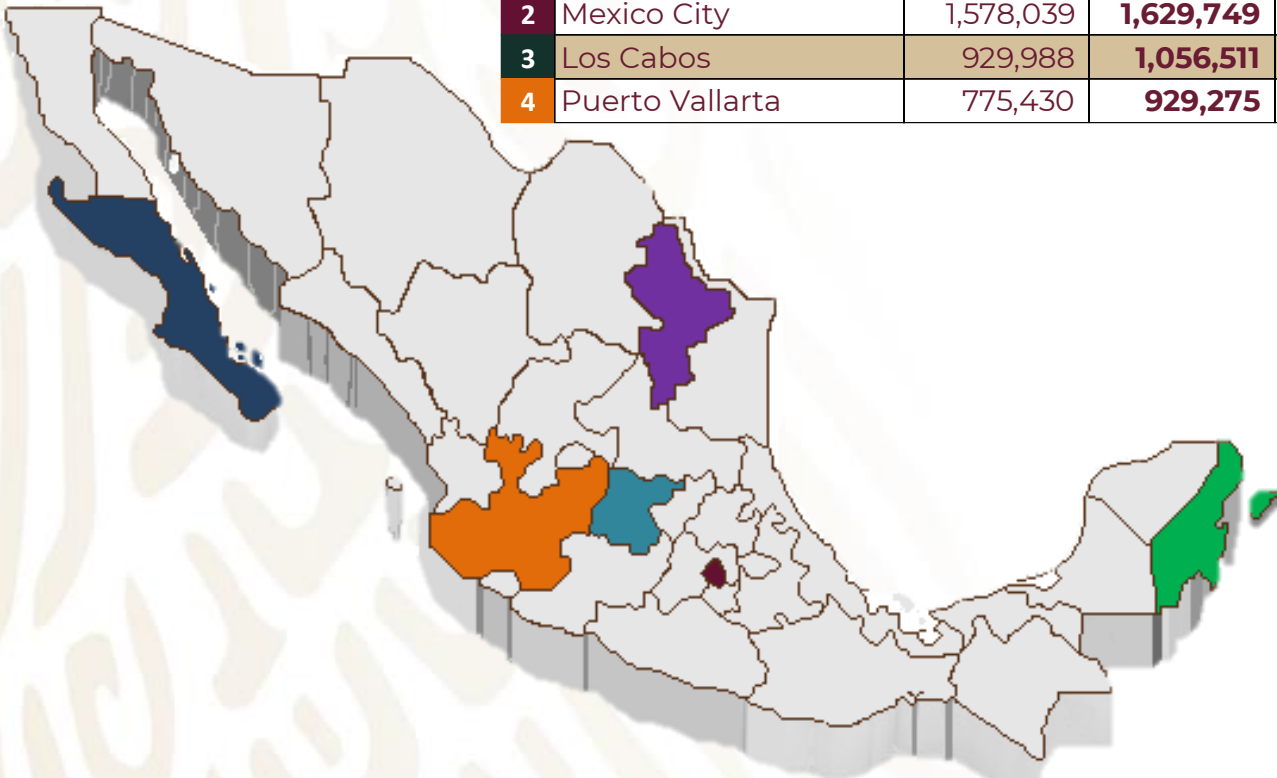 2 Mexico City 1,578,039 1,629,749
3 Los Cabos 929,988 1,056,511
4 Puerto Vallarta 775,430 929,275